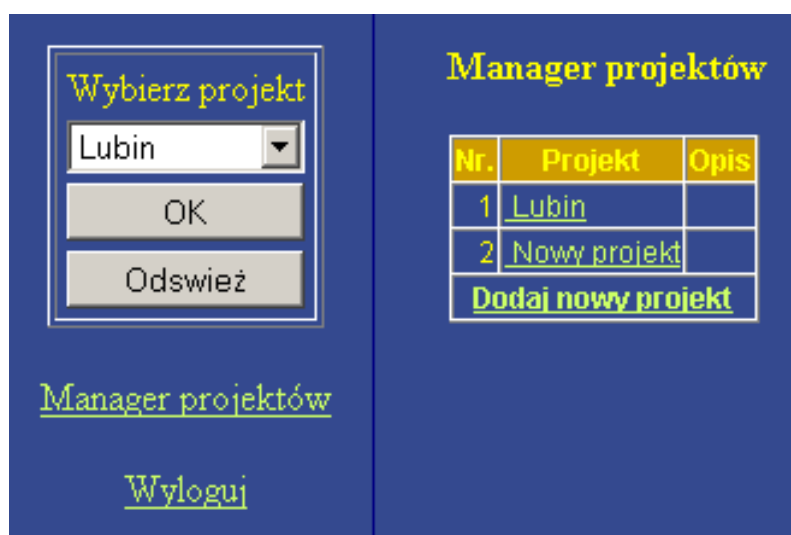 Wybierz projekt
Lubin
OK
Odswież
Manager projektów
Wyloguj
Manager projektów
Nr. Projekt Opis
1 Lubin
2 Nowy projekt
Dodaj nowy projekt